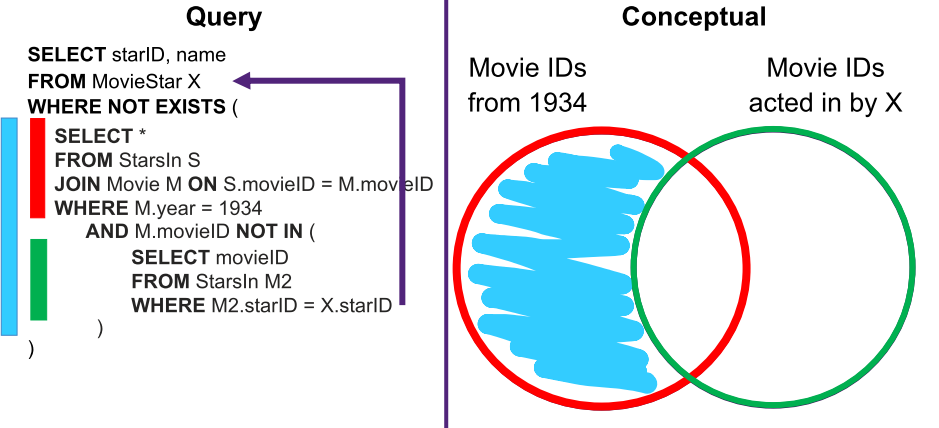 Query
SELECT starID, name
FROM MovieStar X
WHERE NOT EXISTS (
SELECT *
FROM StarsIn S
JOIN Movie M ON S.movieID = M.movieID
WHERE M.year = 1934
AND M.movieID NOT IN (
SELECT movieID
FROM StarsIn M2
WHERE M2.starID = X.starID
)
)
Conceptual
Movie IDs
from 1934
Movie IDs
acted in by X